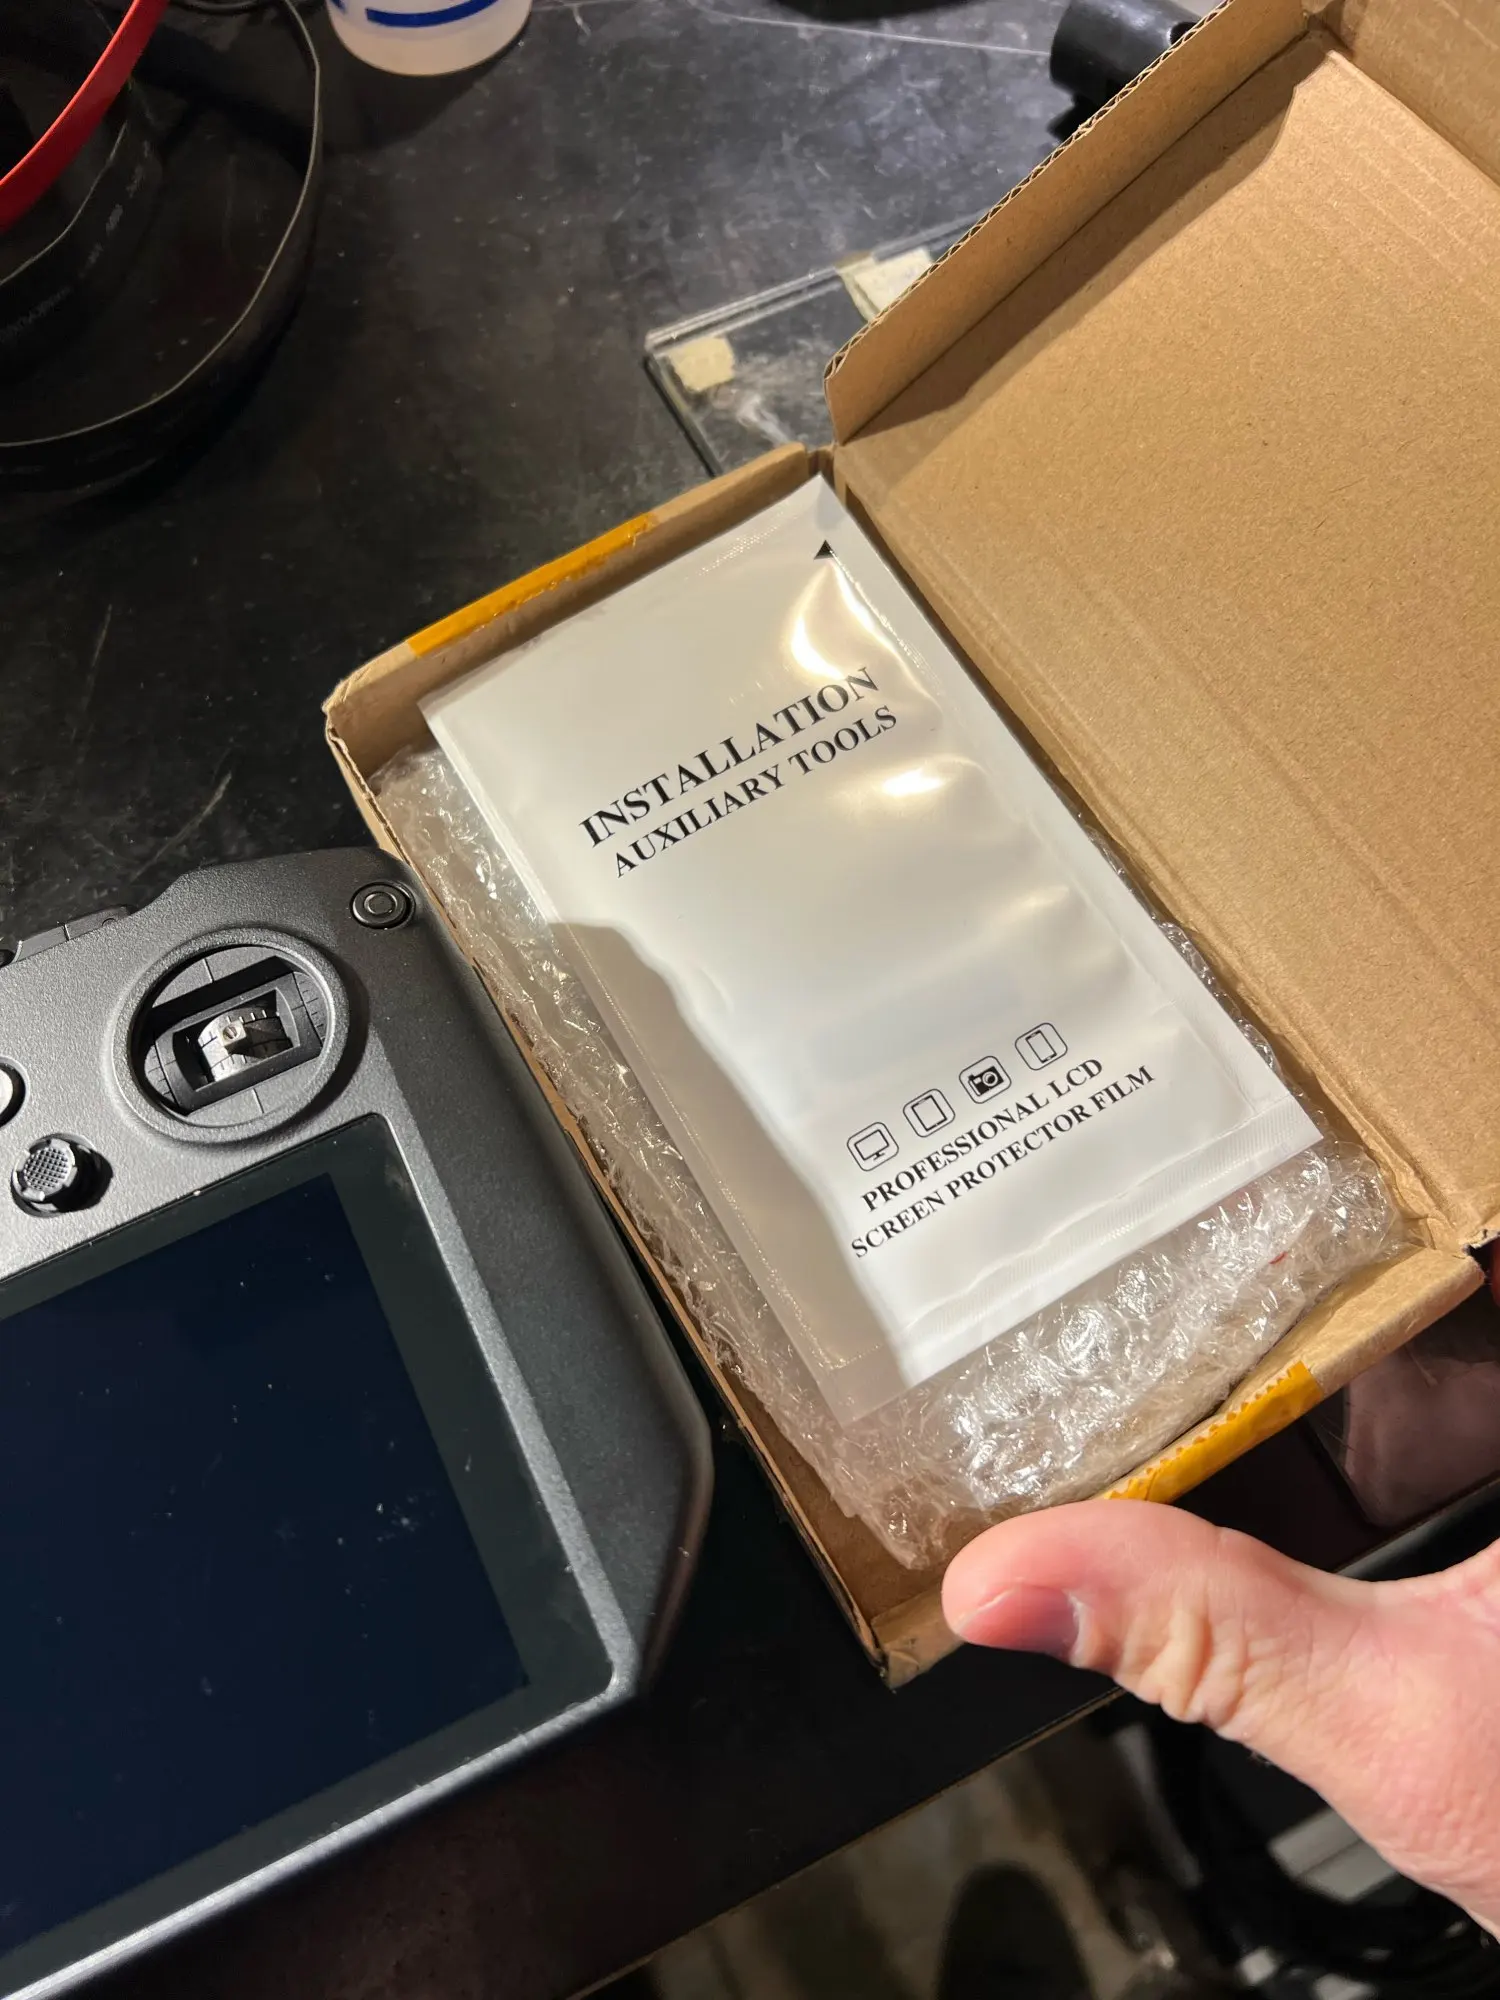 INSTALLATION
AUXILIARY TOOLS
PROFESSIONAL LCD
SCREEN PROTECTOR FILM